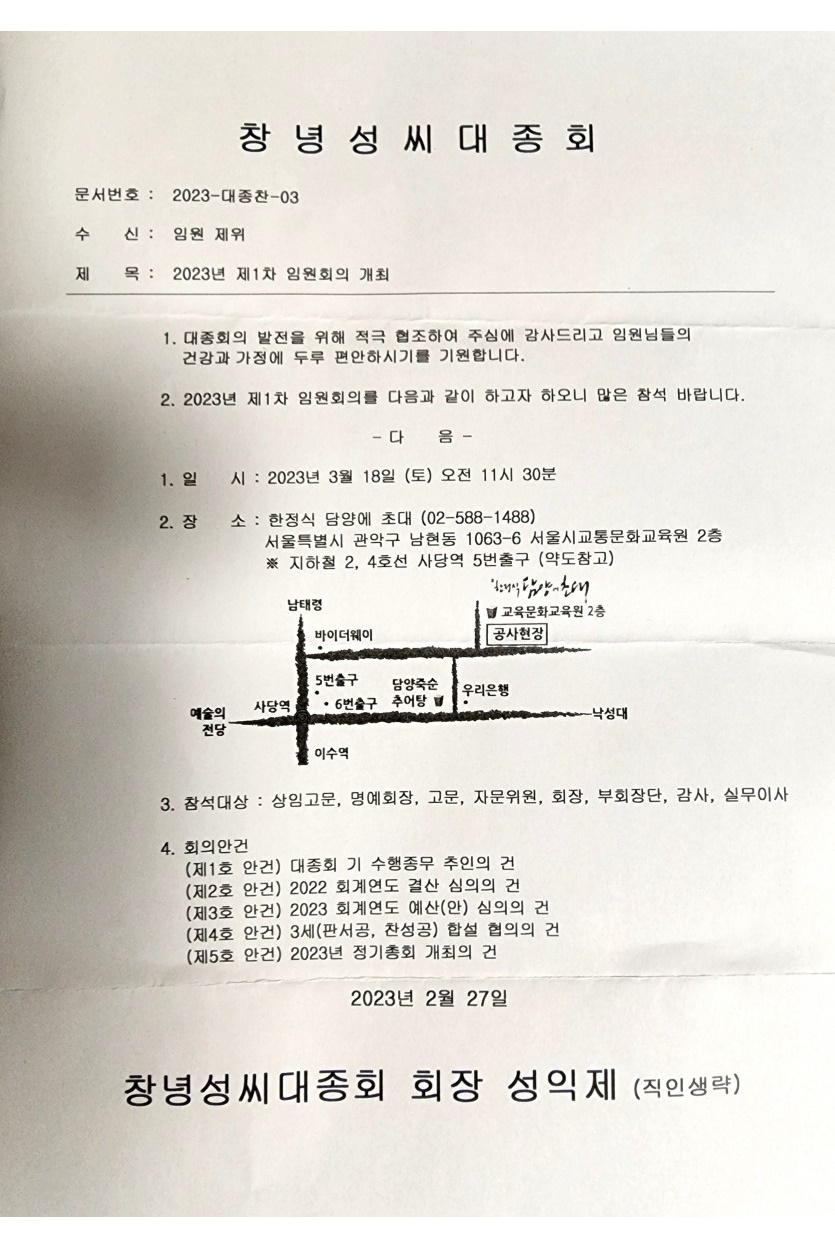 창 녕 성 씨 대 종 회
문서번호 : 2023-대종찬-03
수 신 : 임원 제위
제 목 : 2023년 제1차 임원회의 개최
1. 대종회의 발전을 위해 적극 협조하여 주심에 감사드리고 임원님들의
건강과 가정에 두루 편안하시기를 기원합니다.
2. 2023년 제1차 임원회의를 다음과 같이 하고자 하오니 많은 참석 바랍니다.
- 다 음 -
1. 일 시 : 2023년 3월 18일 (토) 오전 11시 30분
2. 장 소 : 한정식 담양에 초대 (02-588-1488)
서울특별시 관악구 남현동 1063-6 서울시교통문화교육원 2층
※ 지하철 2, 4호선 사당역 5번출구 (약도참고)
한정식 담양에초대
남태령
교육문화교육원 2층
바이더웨이
공사현장
5번출구
담양죽순
추어탕
우리은행
사당역
6번출구
예술의
전당
낙성대
이수역
3. 참석대상 : 상임고문, 명예회장, 고문, 자문위원, 회장, 부회장단, 감사, 실무이사
4. 회의안건
(제1호 안건) 대종회 기 수행종무 추인의 건
(제2호 안건) 2022 회계연도 결산 심의의 건
(제3호 안건) 2023 회계연도 예산(안) 심의의 건
(제4호 안건) 3세(판서공, 찬성공) 합설 협의의 건
(제5호 안건) 2023년 정기총회 개최의 건
2023년 2월 27일
창녕성씨대종회 회장 성익제 (직인생략)